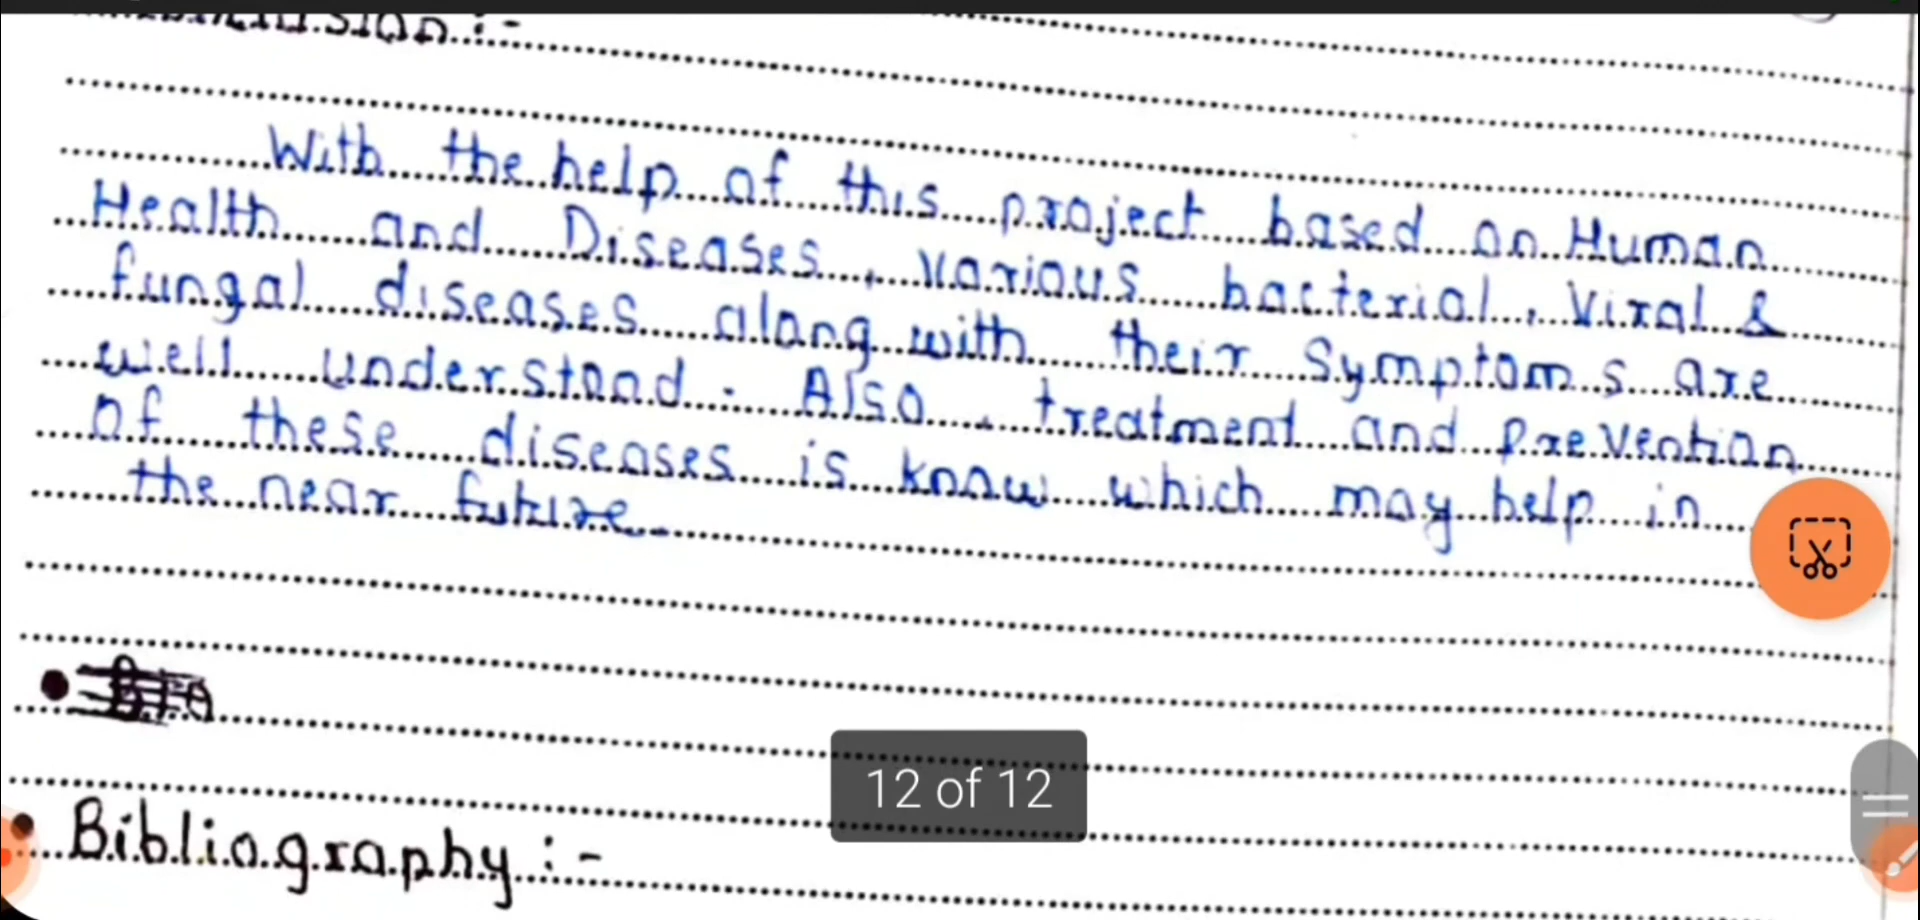 With the help of this project based on Human
Health and Diseases, various bacterial, Viral &
fungal diseases along with their Symptoms are
well understood. Also, treatment and prevention
of these diseases is know which may help in
the near future.
12 of 12
• Bibliography :-